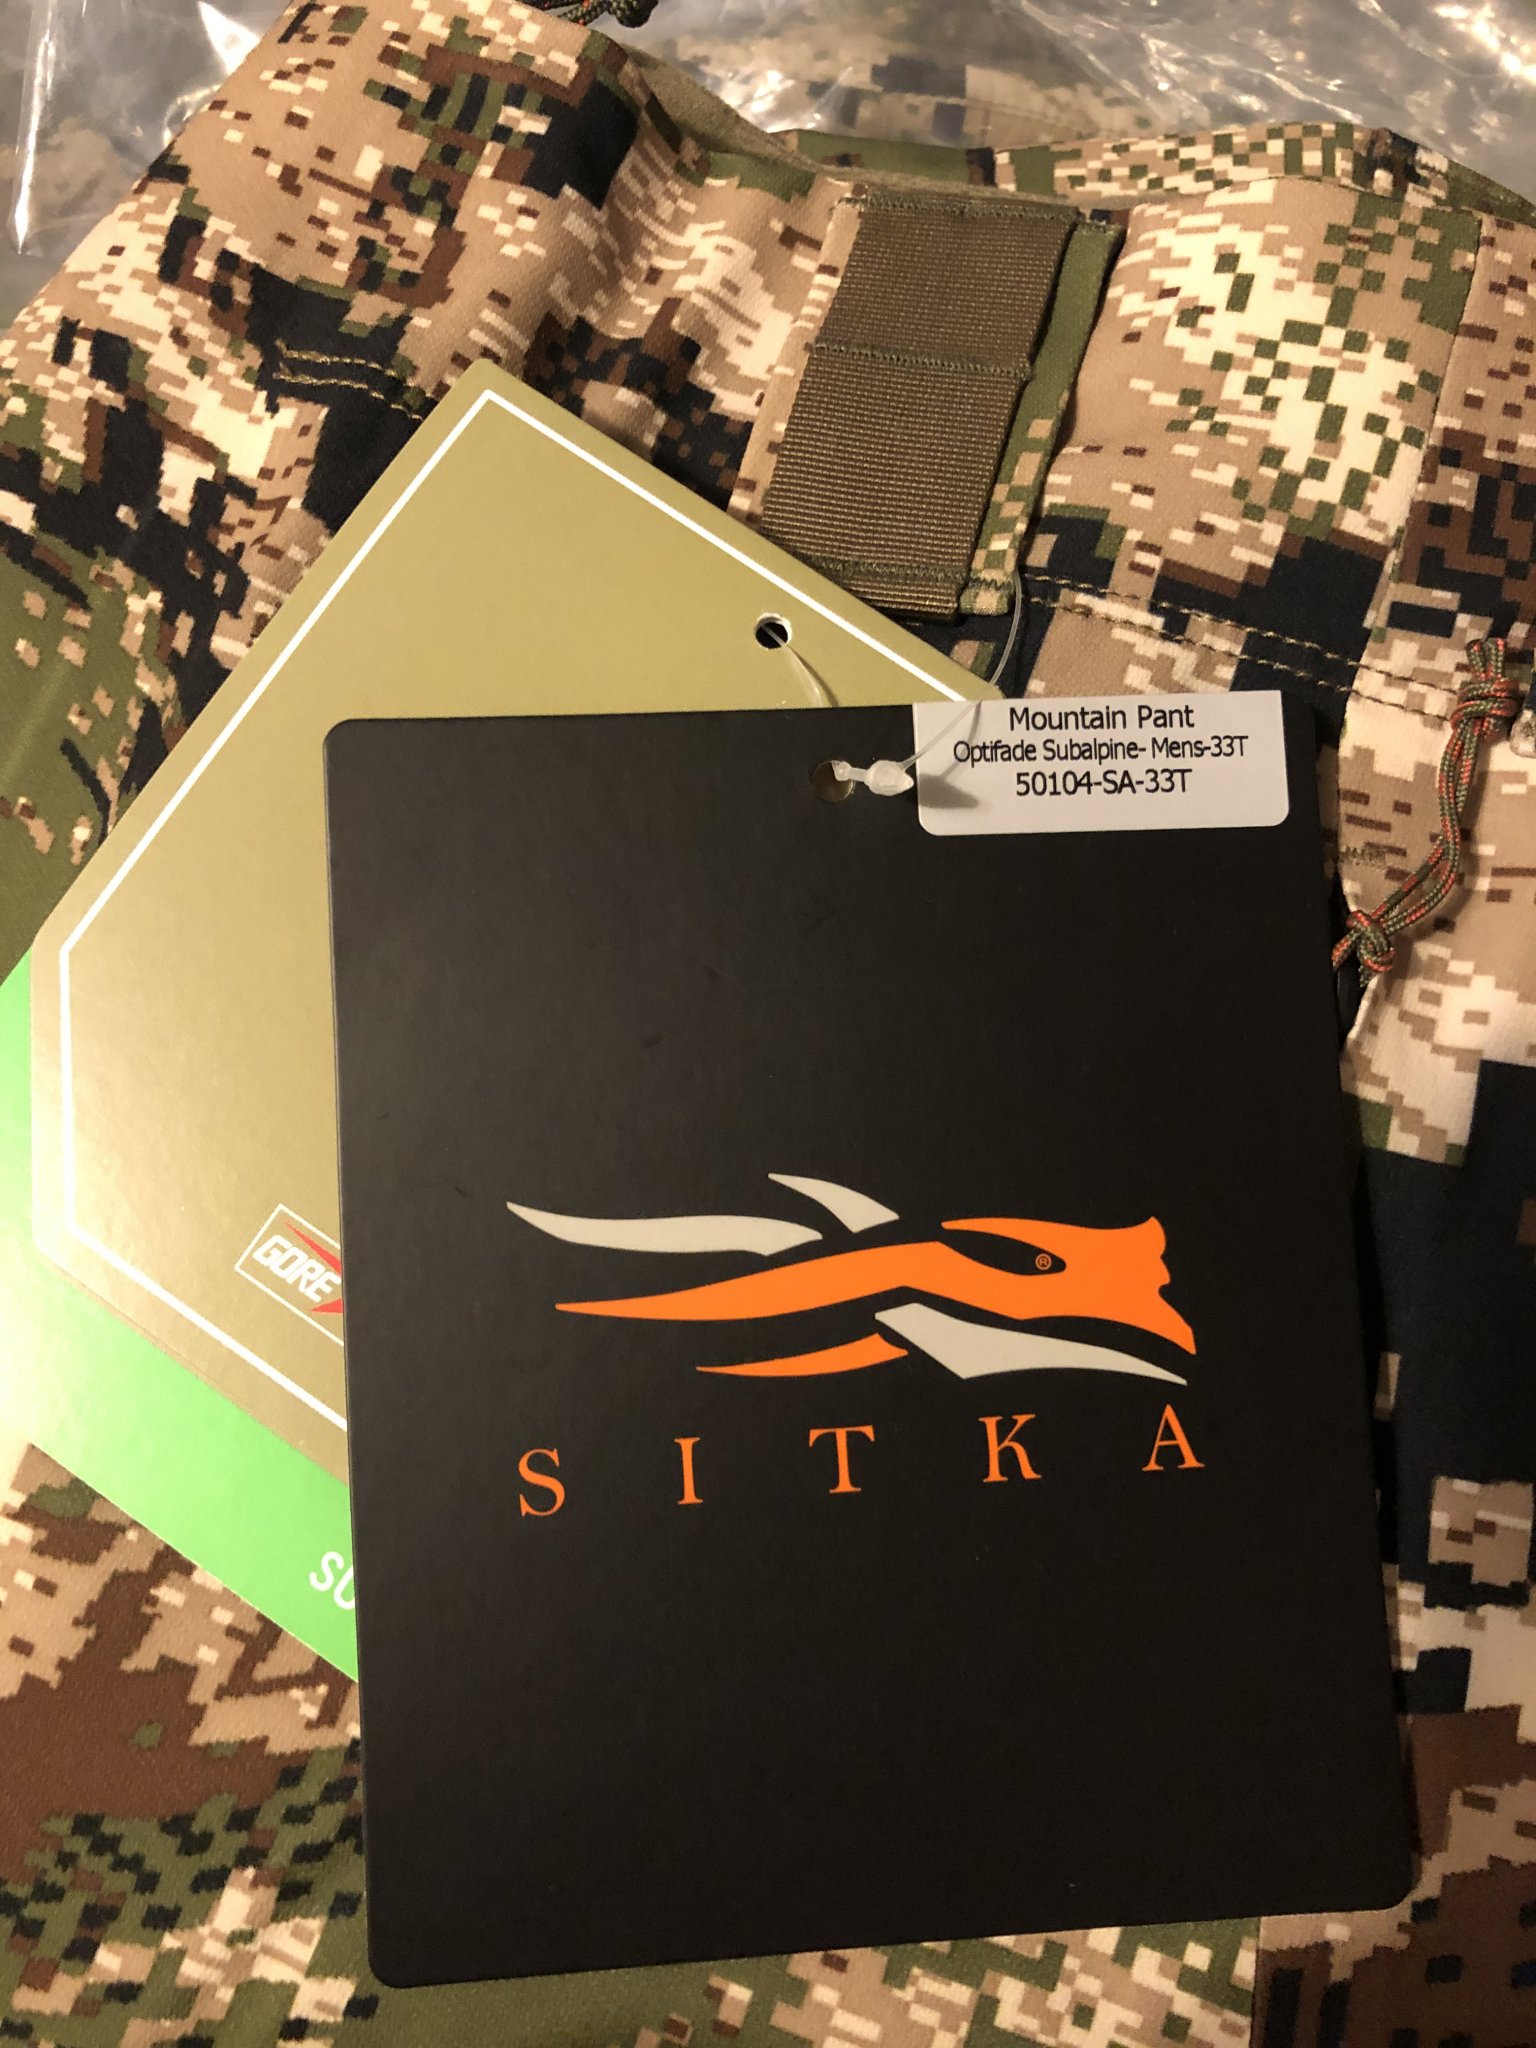 Mountain Pant
Optifade Subalpine- Mens-33T
50104-SA-33T
GORE
®
SITKA